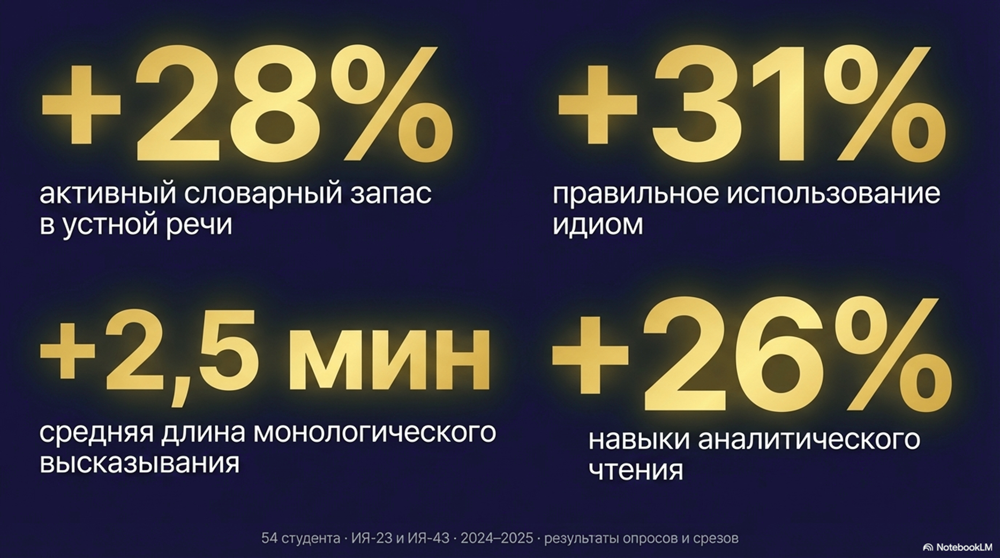 +28%
активный словарный запас
в устной речи
+31%
правильное использование
идиом
+2,5 мин
средняя длина монологического
высказывания
+26%
навыки аналитического
чтения
54 студента · ИЯ-23 и ИЯ-43 · 2024–2025 · результаты опросов и срезов
NotebookLM